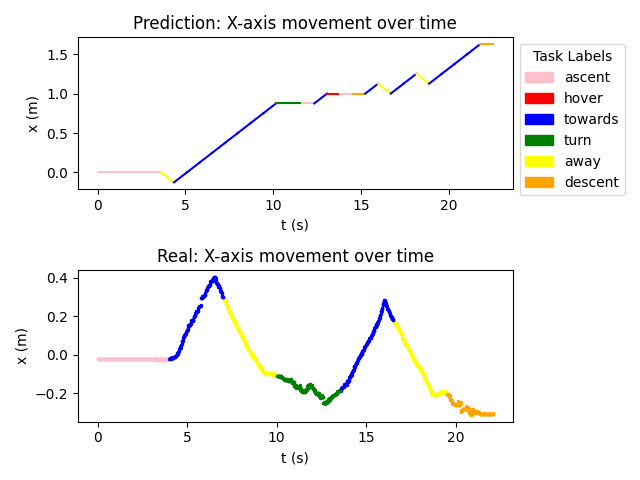 Prediction: X-axis movement over time
x (m)
1.5
1.0
0.5
0.0
0 5 10 15 20
t (s)
Task Labels
ascent
hover
towards
turn
away
descent
Real: X-axis movement over time
x (m)
0.4
0.2
0.0
−0.2
0 5 10 15 20
t (s)